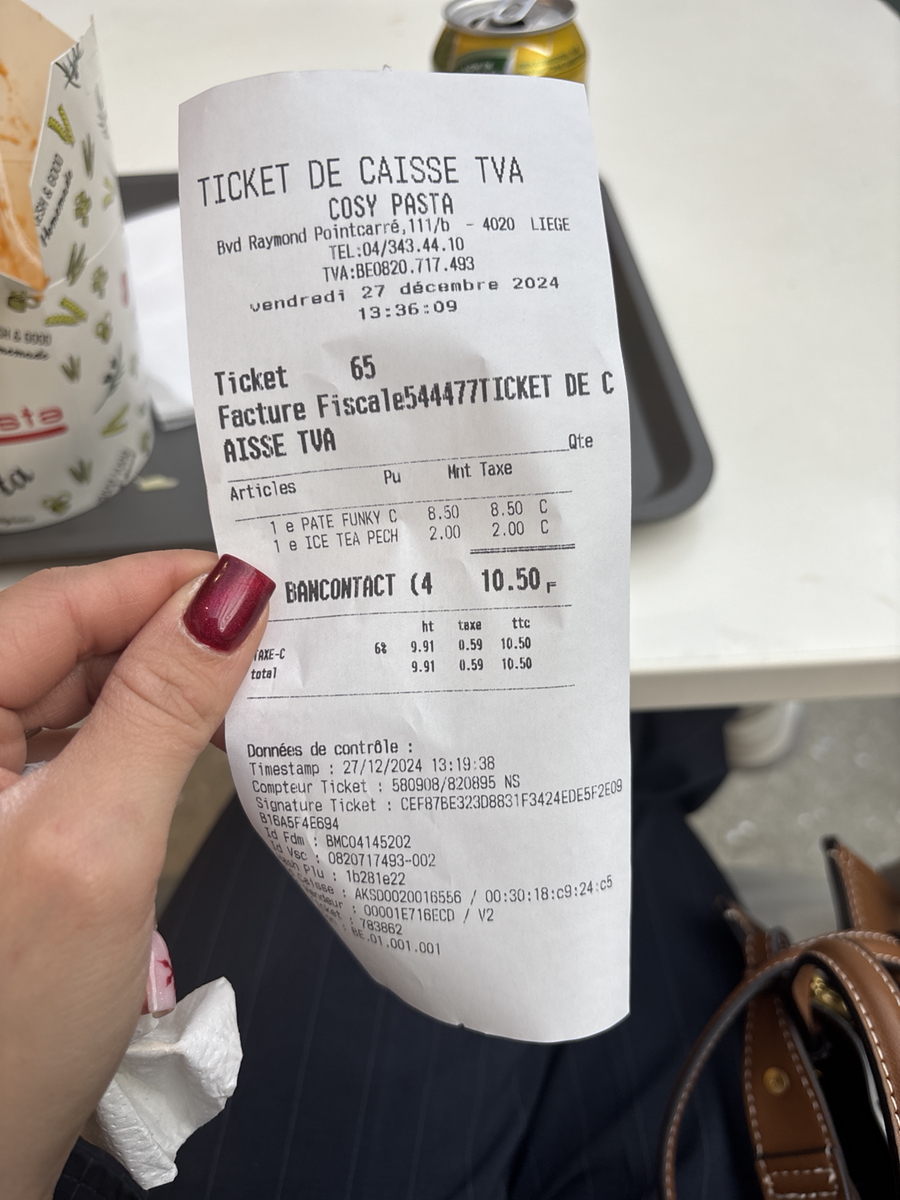 TICKET DE CAISSE TVA
COSY PASTA
Bvd Raymond Pointcarré,111/b - 4020 LIEGE
TEL:04/343.44.10
TVA:BE0820.717.493
vendredi 27 décembre 2024
13:36:09
Ticket 65
Facture Fiscale544477TICKET DE C
AISSE TVA
Qte
Articles Pu Mnt Taxe
1 e PATE FUNKY C 8.50 8.50 C
1 e ICE TEA PECH 2.00 2.00 C
BANCONTACT (4 10.50 F
ht taxe ttc
TAXE-C 6% 9.91 0.59 10.50
total 9.91 0.59 10.50
Données de contrôle :
Timestamp : 27/12/2024 13:19:38
Compteur Ticket : 580908/820895 NS
Signature Ticket : CEF87BE323D8831F3424EDE5F2E09
B16A5F4E694
Id Fdm : BMC04145202
Id Vsc : 0820717493-002
Plu : 1b281e22
: AKSD0020016556 / 00:30:18:c9:24:c5
: 00001E716ECD / V2
: 783862
: BE.01.001.001
& GOOD
Homemade
& GOOD